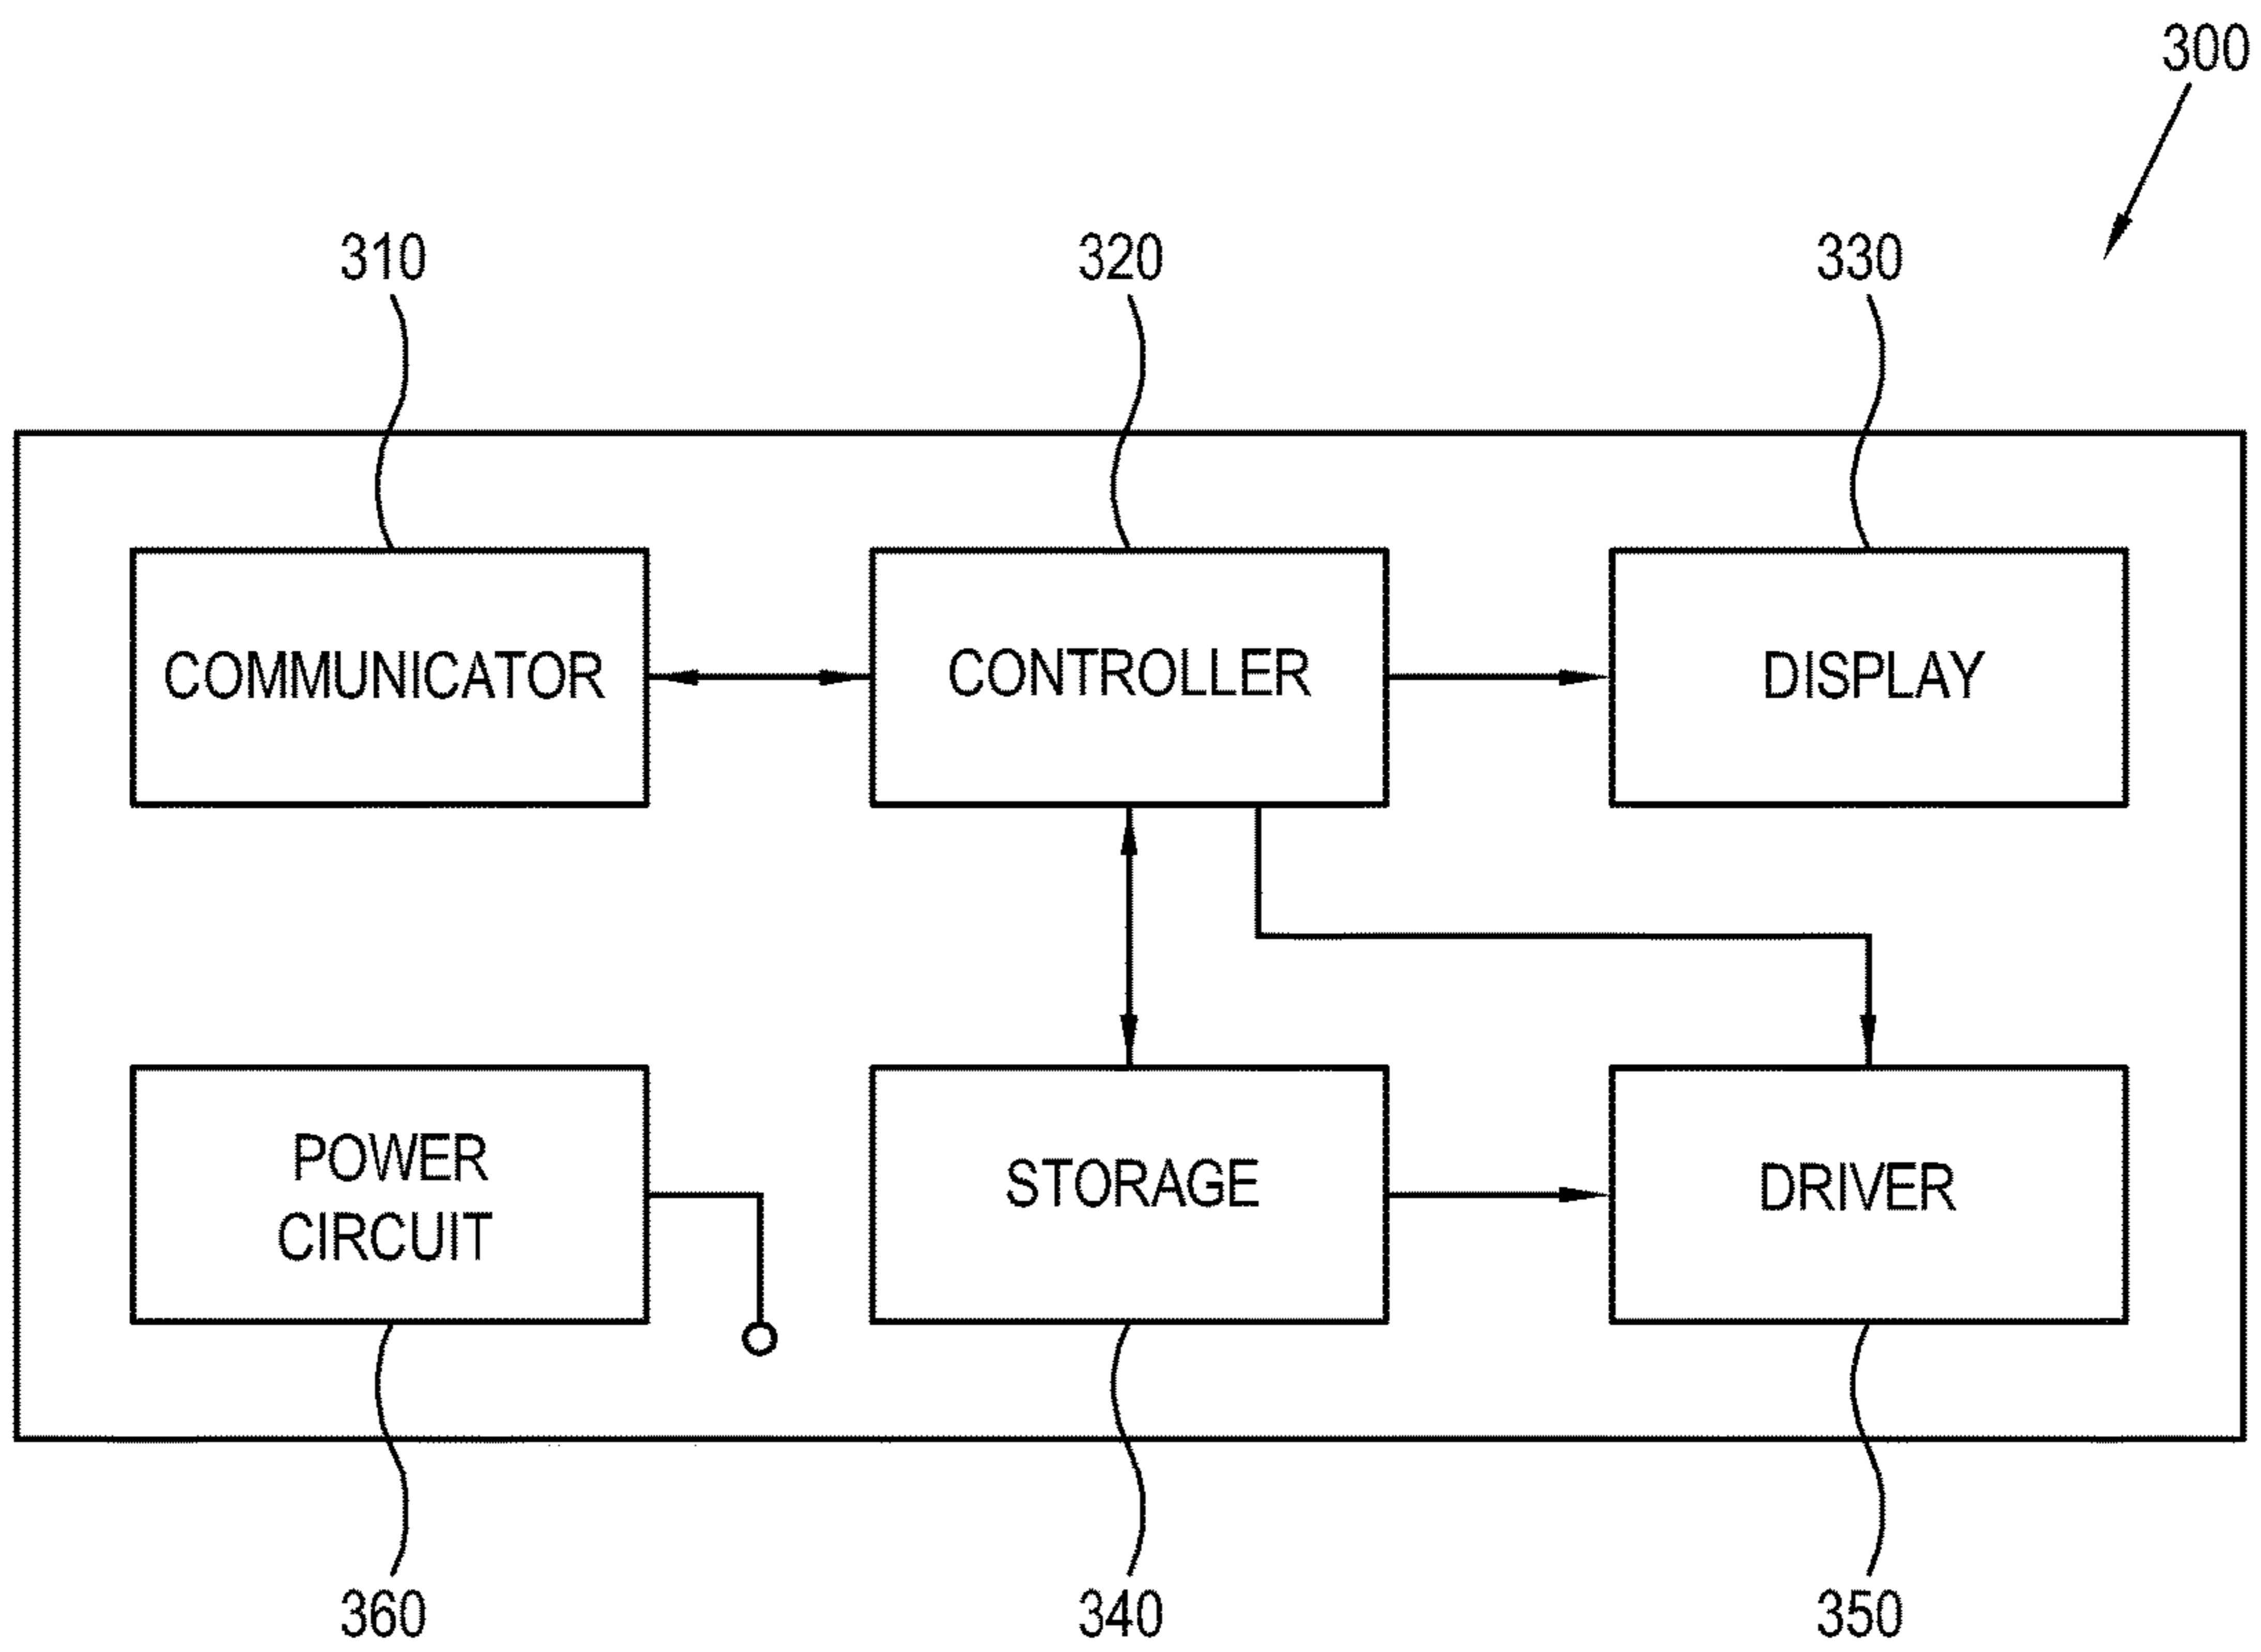 300
310
320
330
COMMUNICATOR
CONTROLLER
DISPLAY
POWER
CIRCUIT
STORAGE
DRIVER
360
340
350